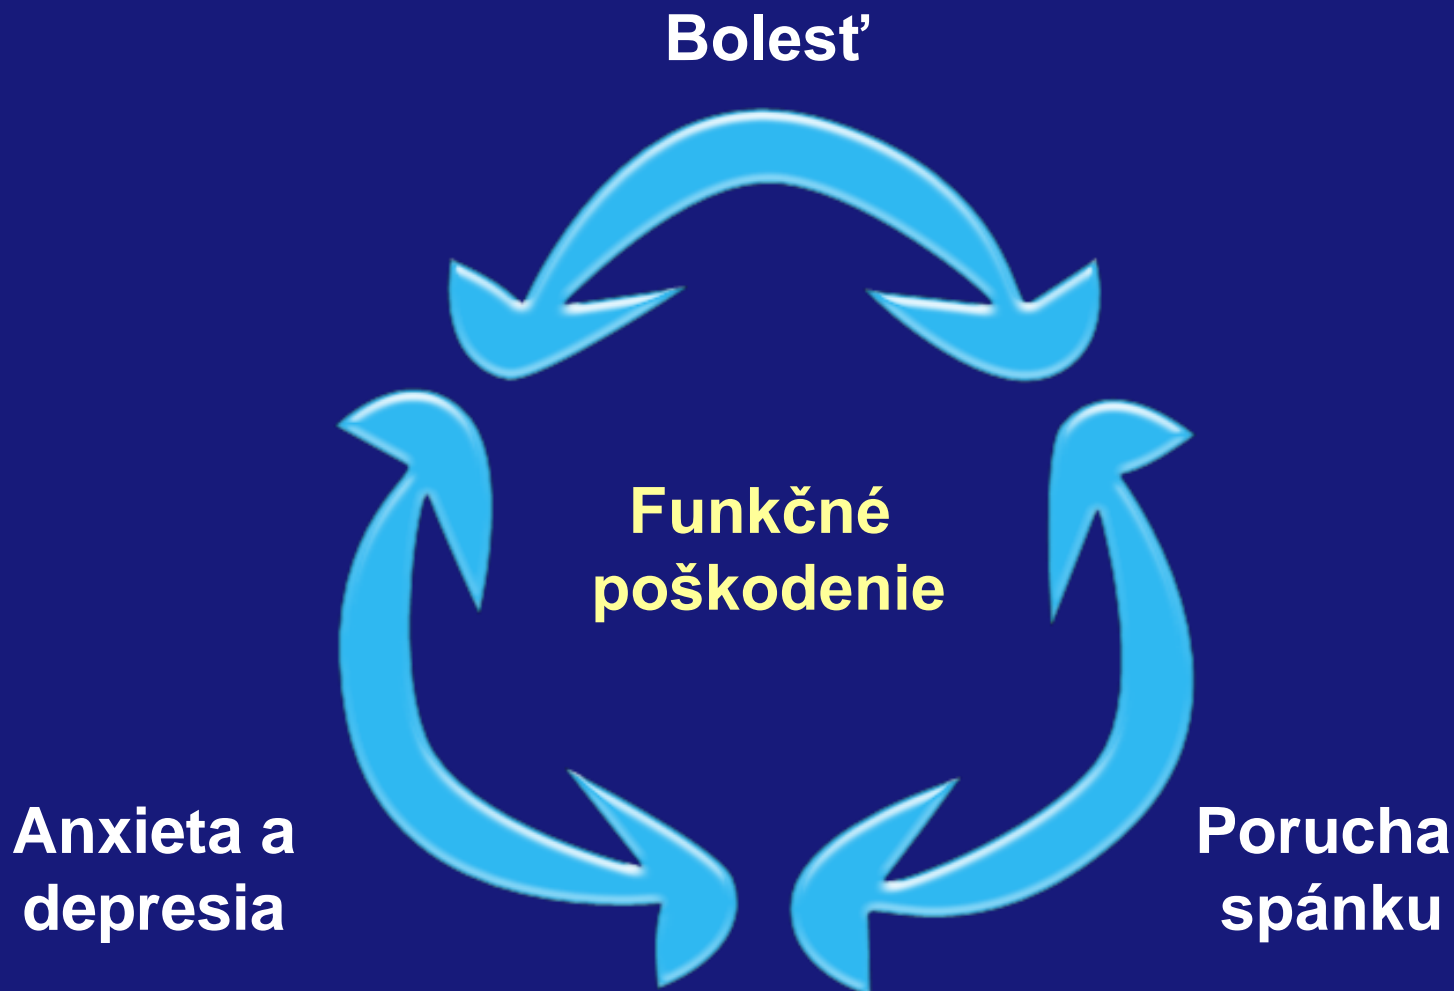 Bolesť
Funkčné
poškodenie
Anxieta a
depresia
Porucha
spánku